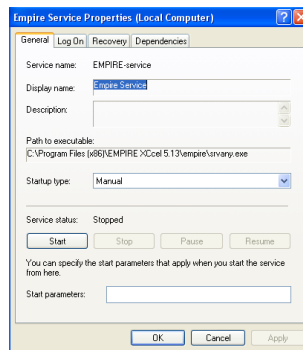 Empire Service Properties (Local Computer)
General Log On Recovery Dependencies
Service name: EMPIRE-service
Display name: Empire Service
Description:
Path to executable:
C:\Program Files (x86)\EMPIRE XCcel 5.13\empire\srvany.exe
Startup type: Manual
Service status: Stopped
Start Stop Pause Resume
You can specify the start parameters that apply when you start the service
from here.
Start parameters:
OK Cancel Apply